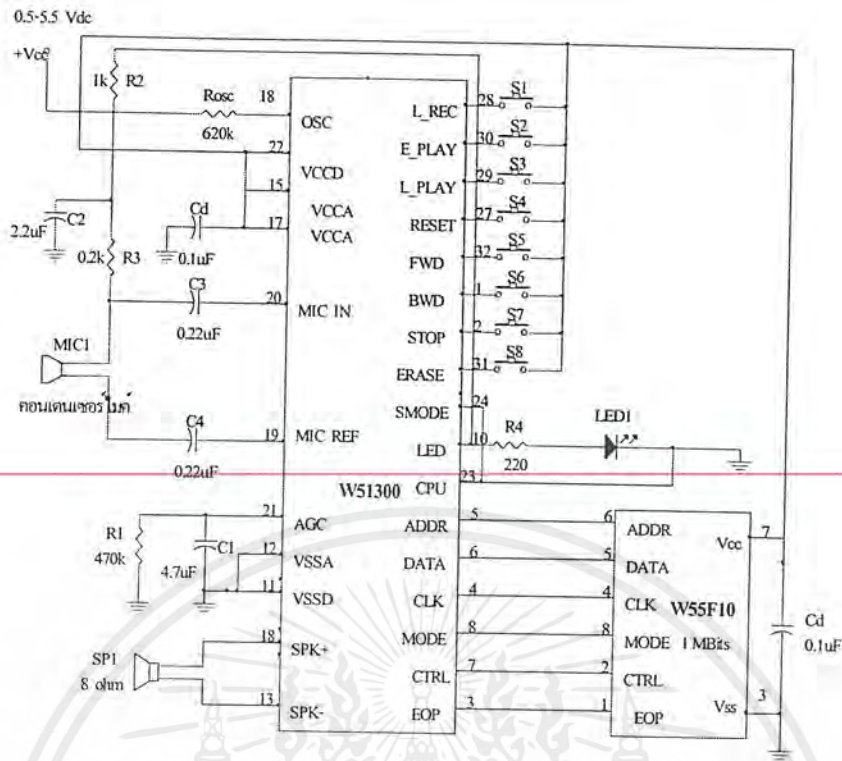 0.5-5.5 Vdc
+Vcc
1k R2
Rosc
620k
18
OSC
22
VCCD
15
VCCA
17
VCCA
C2
2.2uF
Cd
0.1uF
0.2k R3
C3
0.22uF
20
MIC IN
MIC1
คอนเดนเซอร์ไมค์
C4
0.22uF
19
MIC REF
W51300
21
AGC
R1
470k
C1
4.7uF
12
VSSA
11
VSSD
SP1
8 ohm
18
SPK+
13
SPK-
L_REC
28
S1
E_PLAY
30
S2
L_PLAY
29
S3
RESET
27
S4
FWD
32
S5
BWD
1
S6
STOP
2
S7
ERASE
31
S8
SMODE
24
LED
10
R4
220
LED1
CPU
23
ADDR
5
6
ADDR
DATA
6
5
DATA
CLK
4
4
CLK
MODE
8
8
MODE
CTRL
7
2
CTRL
EOP
3
1
EOP
W55F10
1 MBits
Vcc
7
Vss
3
Cd
0.1uF